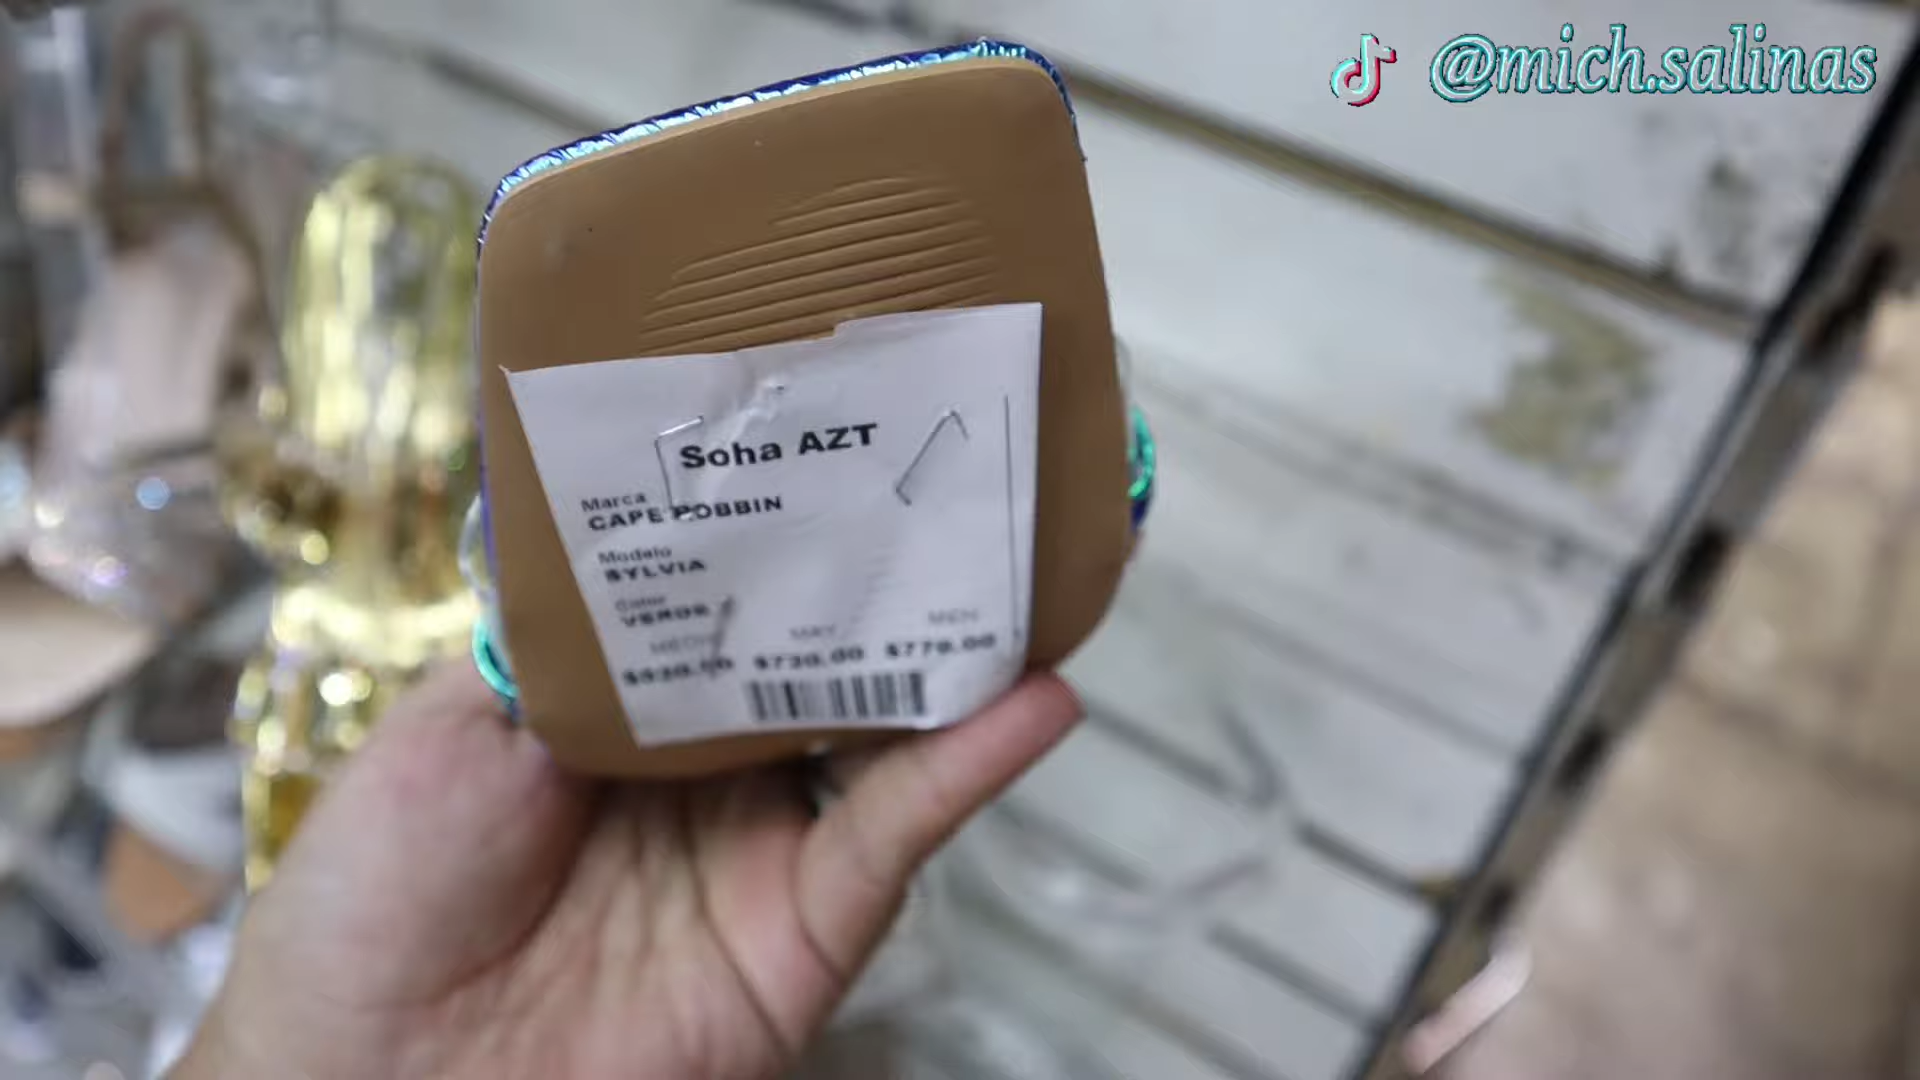 @mich.salinas
Soha AZT
Marca
CAPE ROBBIN
Modelo
SYLVIA
Color
VERDE
MAY MEN
$730.00 $770.00